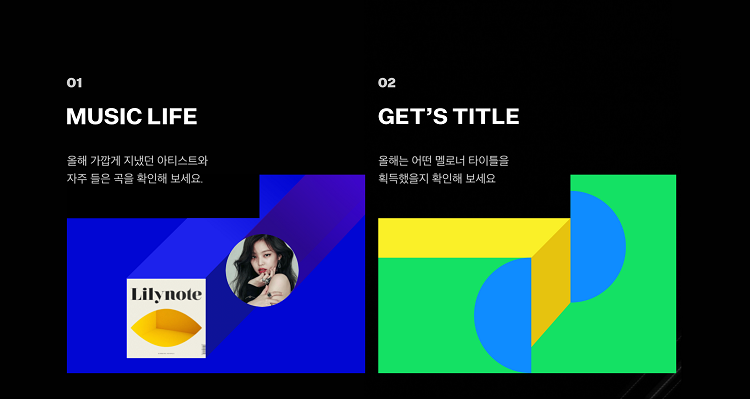 01
MUSIC LIFE
올해 가깝게 지냈던 아티스트와
자주 들은 곡을 확인해 보세요.
Lilynote
02
GET’S TITLE
올해는 어떤 멜로너 타이틀을
획득했을지 확인해 보세요